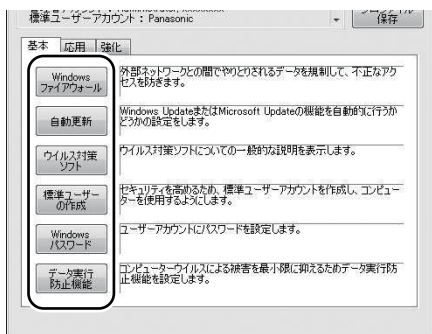 標準ユーザーアカウント : Panasonic
保存
基本 応用 強化
Windows
ファイアウォール
外部ネットワークとの間でやりとりされるデータを規制して、不正なアク
セスを防ぎます。
自動更新
Windows UpdateまたはMicrosoft Updateの機能を自動的に行うか
どうかの設定をします。
ウイルス対策
ソフト
ウイルス対策ソフトについての一般的な説明を表示します。
標準ユーザー
の作成
セキュリティを高めるため、標準ユーザーアカウントを作成し、コンピュー
ターを使用するようにします。
Windows
パスワード
ユーザーアカウントにパスワードを設定します。
データ実行
防止機能
コンピューターウイルスによる被害を最小限に抑えるためデータ実行防
止機能を設定します。